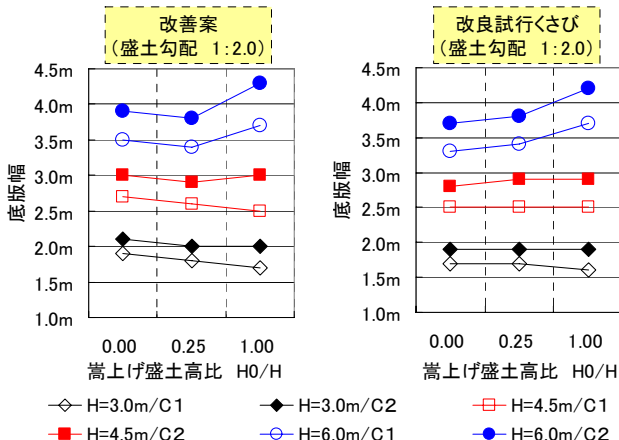 改善案
(盛土勾配 1:2.0)
4.5m
4.0m
3.5m
3.0m
2.5m
2.0m
1.5m
1.0m
底版幅
0.00 0.25 1.00
嵩上げ盛土高比 H0/H
改良試行くさび
(盛土勾配 1:2.0)
4.5m
4.0m
3.5m
3.0m
2.5m
2.0m
1.5m
1.0m
底版幅
0.00 0.25 1.00
嵩上げ盛土高比 H0/H
H=3.0m/C1 H=3.0m/C2 H=4.5m/C1
H=4.5m/C2 H=6.0m/C1 H=6.0m/C2